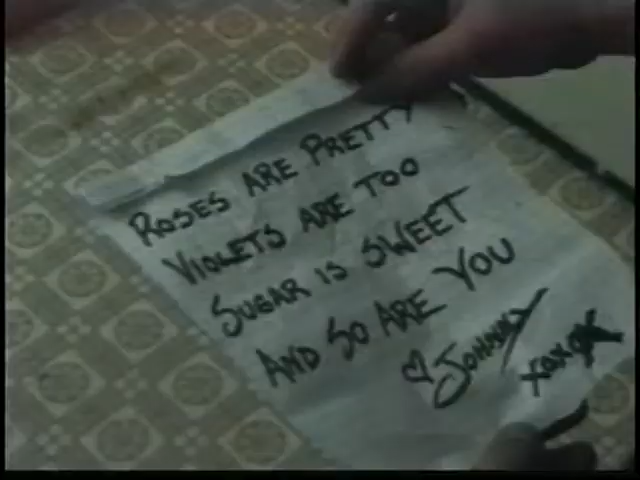 ROSES ARE PRETTY
VIOLETS ARE TOO
SUGAR IS SWEET
AND SO ARE YOU
♡ JOHNNY
XOXOX